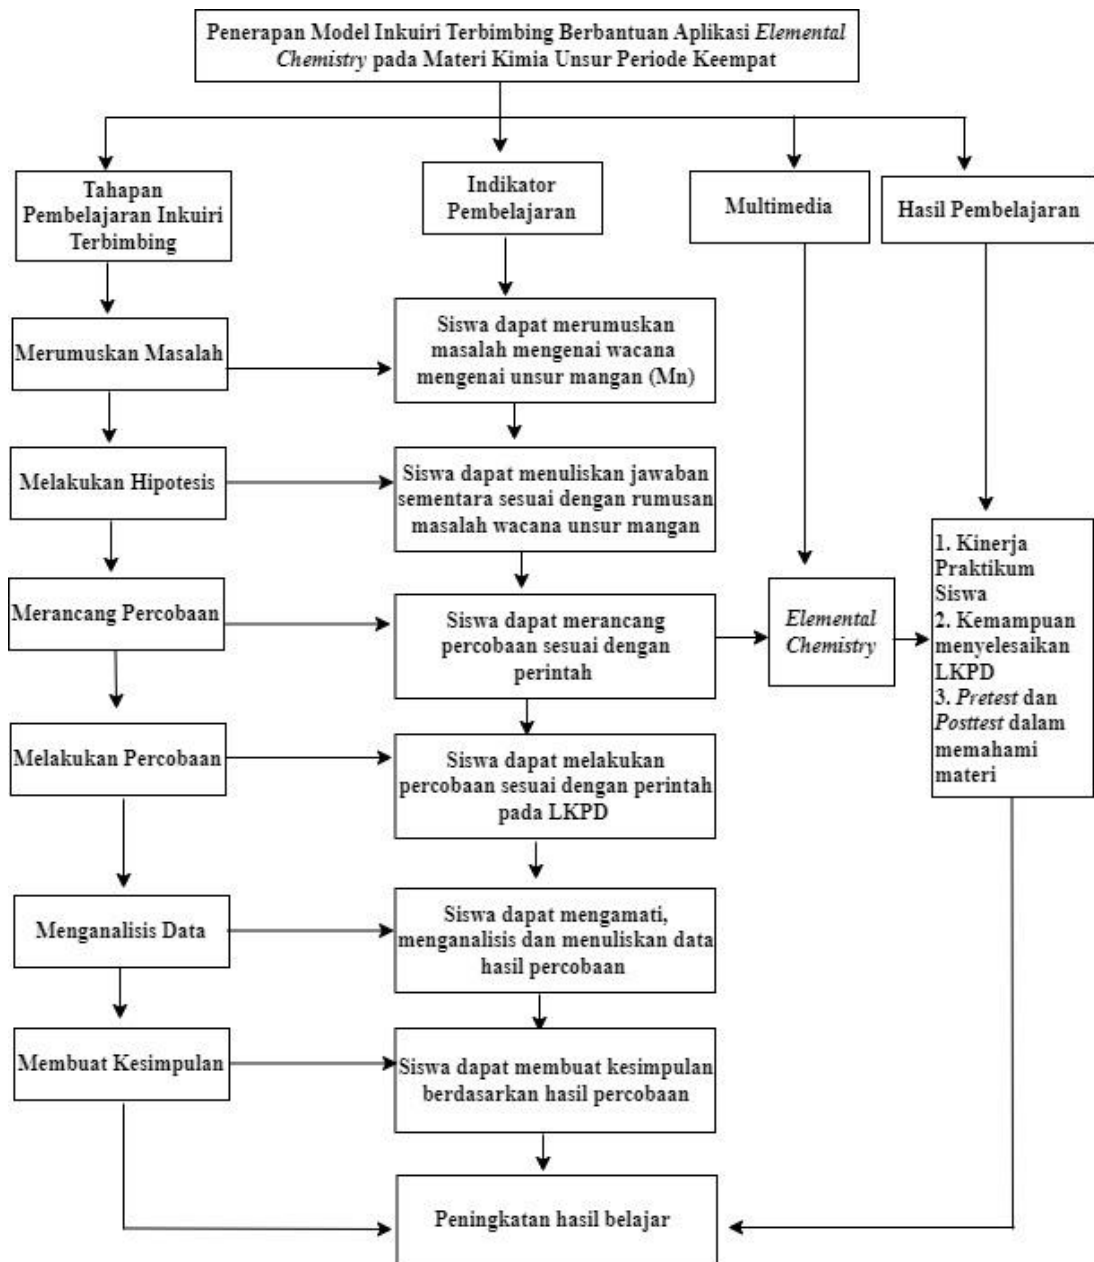 Penerapan Model Inkuiri Terbimbing Berbantuan Aplikasi Elemental
Chemistry pada Materi Kimia Unsur Periode Keempat
Tahapan
Pembelajaran Inkuiri
Terbimbing
Indikator
Pembelajaran
Multimedia
Hasil Pembelajaran
Merumuskan Masalah
Siswa dapat merumuskan
masalah mengenai wacana
mengenai unsur mangan (Mn)
Melakukan Hipotesis
Siswa dapat menuliskan jawaban
sementara sesuai dengan rumusan
masalah wacana unsur mangan
Merancang Percobaan
Siswa dapat merancang
percobaan sesuai dengan
perintah
Elemental
Chemistry
1. Kinerja
Praktikum
Siswa
2. Kemampuan
menyelesaikan
LKPD
3. Pretest dan
Posttest dalam
memahami
materi
Melakukan Percobaan
Siswa dapat melakukan
percobaan sesuai dengan perintah
pada LKPD
Menganalisis Data
Siswa dapat mengamati,
menganalisis dan menuliskan data
hasil percobaan
Membuat Kesimpulan
Siswa dapat membuat kesimpulan
berdasarkan hasil percobaan
Peningkatan hasil belajar